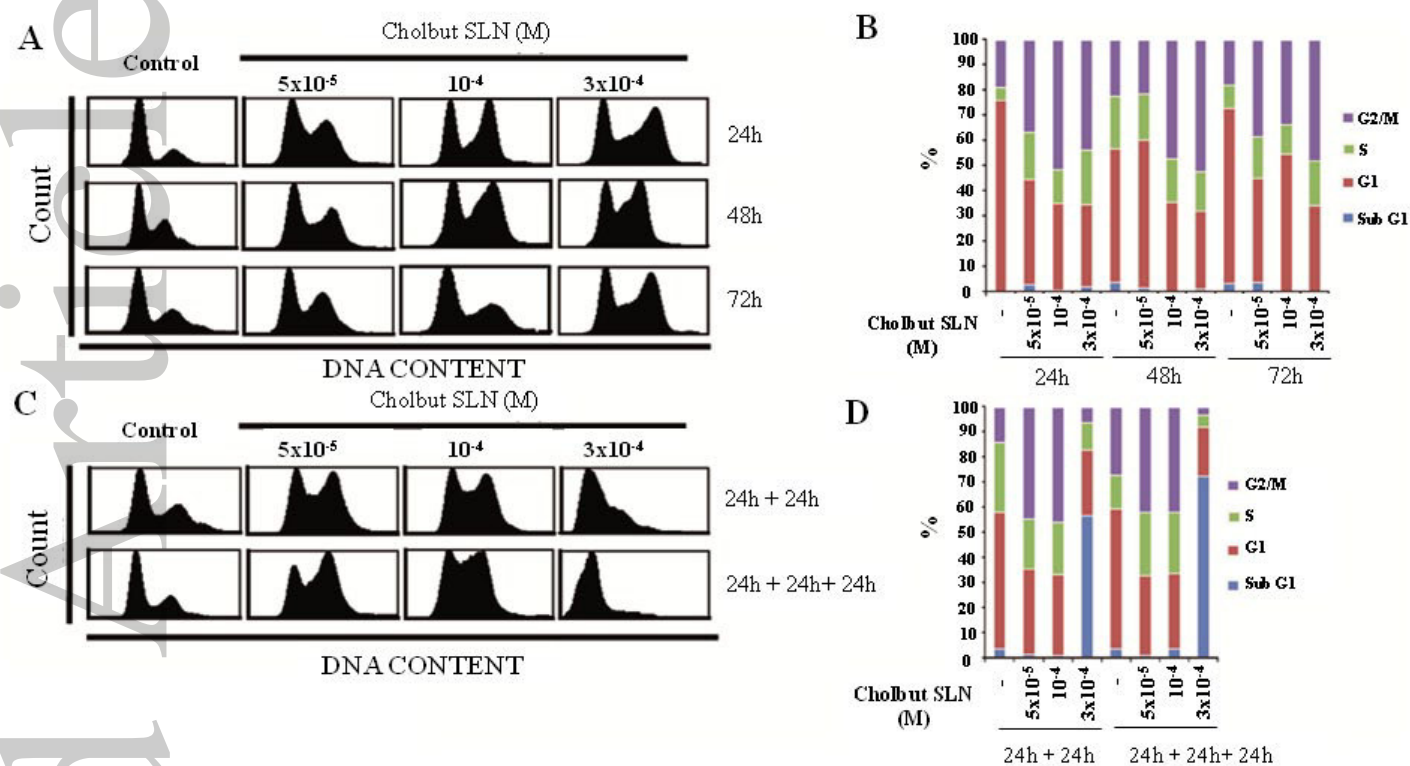 A
Cholbut SLN (M)
Control
5x10-5
10-4
3x10-4
24h
48h
72h
Count
DNA CONTENT
B
100
90
80
70
60
50
40
30
20
10
0
%
G2/M
S
G1
Sub G1
Cholbut SLN
(M)
-
5x10-5
10-4
3x10-4
-
5x10-5
10-4
3x10-4
-
5x10-5
10-4
3x10-4
24h
48h
72h
C
Cholbut SLN (M)
Control
5x10-5
10-4
3x10-4
24h + 24h
24h + 24h+ 24h
Count
DNA CONTENT
D
100
90
80
70
60
50
40
30
20
10
0
%
G2/M
S
G1
Sub G1
Cholbut SLN
(M)
-
5x10-5
10-4
3x10-4
-
5x10-5
10-4
3x10-4
24h + 24h
24h + 24h+ 24h
d Article